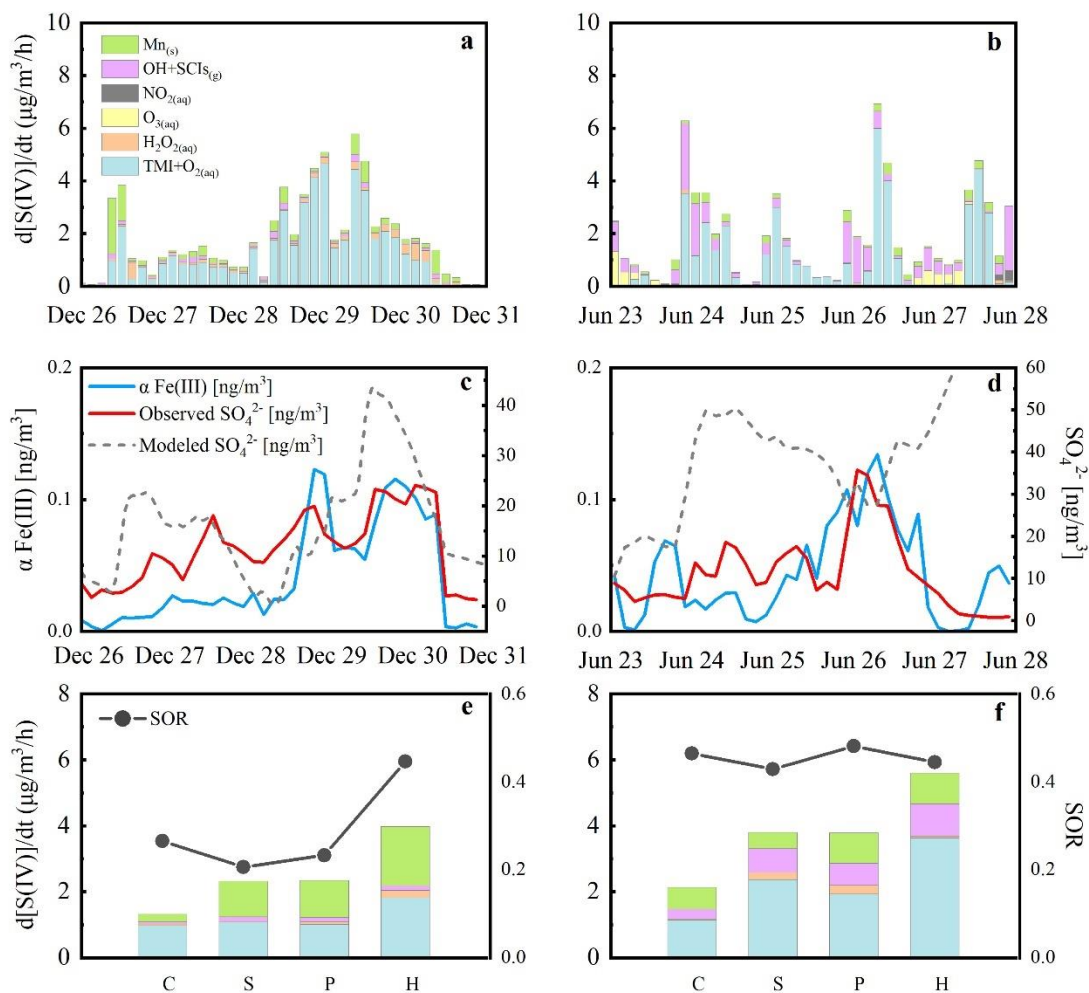 a
b
d[S(IV)]/dt (μg/m³/h)
10
8
6
4
2
0
Mn(s)
OH+SCIs(g)
NO2(aq)
O3(aq)
H2O2(aq)
TMI+O2(aq)
Dec 26 Dec 27 Dec 28 Dec 29 Dec 30 Dec 31
10
8
6
4
2
0
Jun 23 Jun 24 Jun 25 Jun 26 Jun 27 Jun 28
c
d
α Fe(III) [ng/m³]
0.2
0.1
0.0
α Fe(III) [ng/m³]
Observed SO₄²⁻ [ng/m³]
Modeled SO₄²⁻ [ng/m³]
40
30
20
10
0
Dec 26 Dec 27 Dec 28 Dec 29 Dec 30 Dec 31
0.2
0.1
0.0
60
50
40
30
20
10
0
SO₄²⁻ [ng/m³]
Jun 23 Jun 24 Jun 25 Jun 26 Jun 27 Jun 28
e
f
d[S(IV)]/dt (μg/m³/h)
8
6
4
2
0
SOR
0.6
0.4
0.2
0.0
C S P H
8
6
4
2
0
0.6
0.4
0.2
0.0
SOR
C S P H